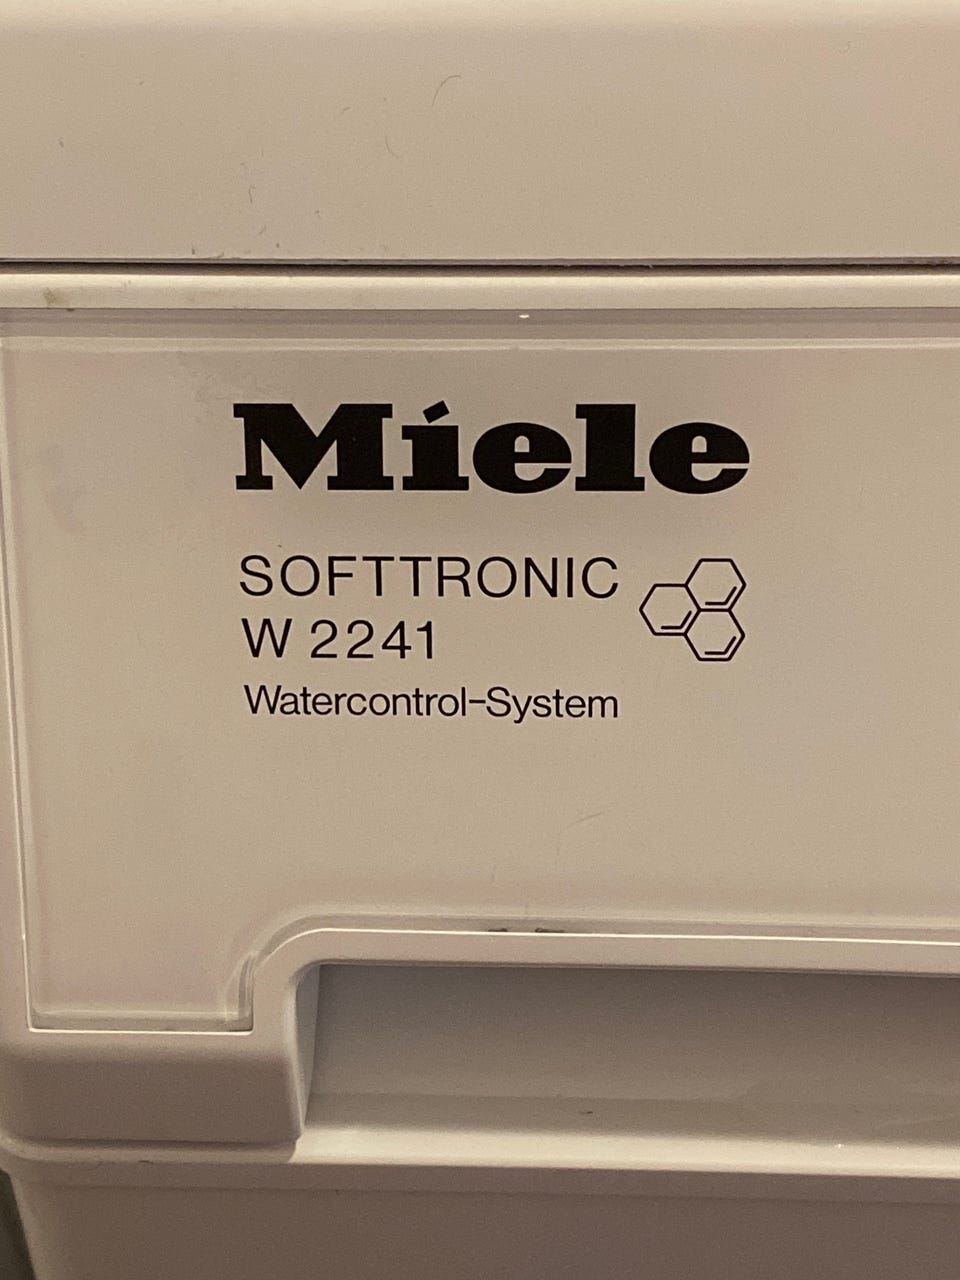 Miele
SOFTTRONIC
W 2241
Watercontrol-System